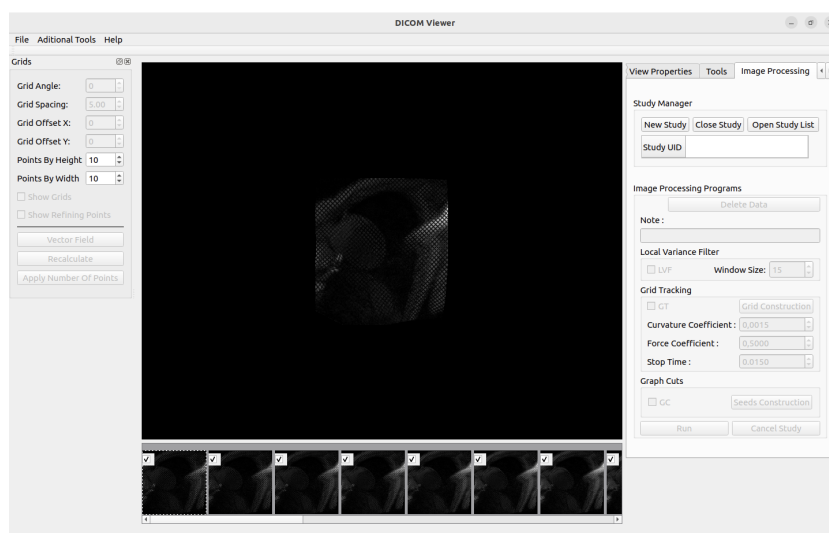 DICOM Viewer
File Aditional Tools Help
Grids
Grid Angle: 0
Grid Spacing: 5.00
Grid Offset X: 0
Grid Offset Y: 0
Points By Height 10
Points By Width 10
Show Grids
Show Refining Points
Vector Field
Recalculate
Apply Number Of Points
View Properties Tools Image Processing
Study Manager
New Study Close Study Open Study List
Study UID
Image Processing Programs
Delete Data
Note :
Local Variance Filter
LVF Window Size: 15
Grid Tracking
GT Grid Construction
Curvature Coefficient : 0,0015
Force Coefficient : 0,5000
Stop Time : 0.0150
Graph Cuts
GC Seeds Construction
Run Cancel Study